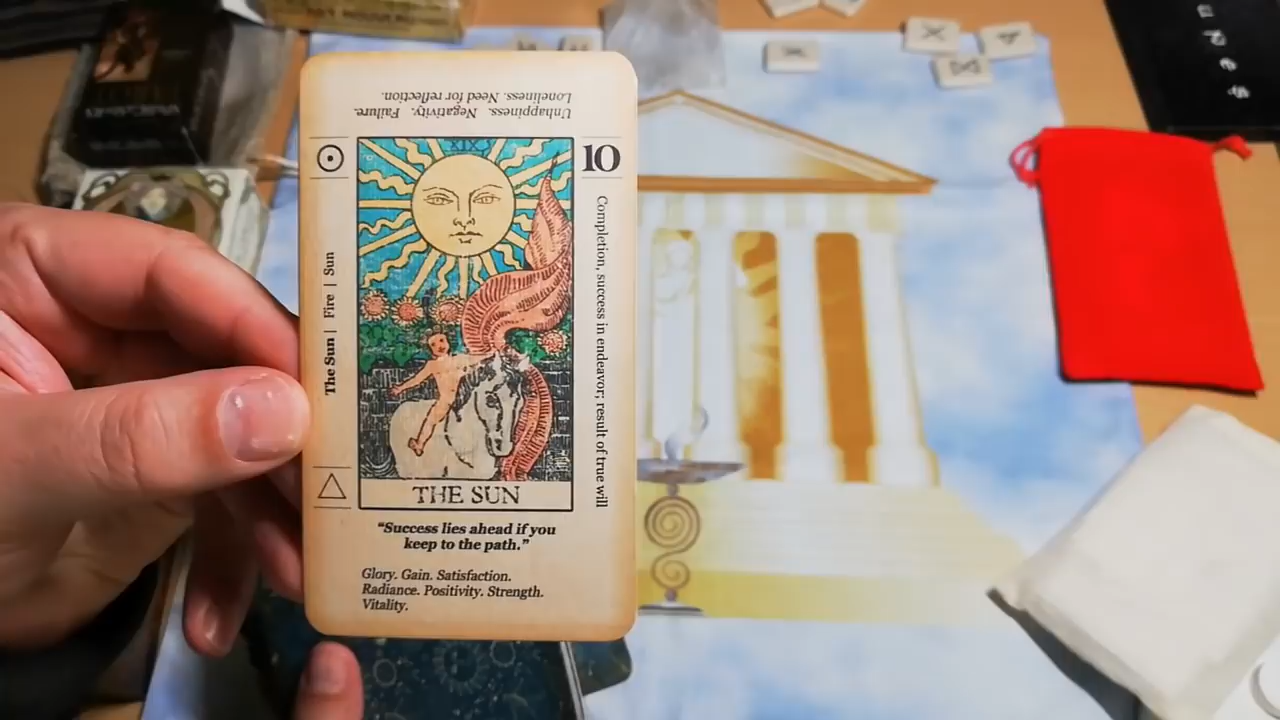 Unhappiness. Negativity. Failure.
Loneliness. Need for reflection.
10
XIX
The Sun | Fire | Sun
Completion, success in endeavor; result of true will
THE SUN
“Success lies ahead if you
keep to the path.”
Glory. Gain. Satisfaction.
Radiance. Positivity. Strength.
Vitality.